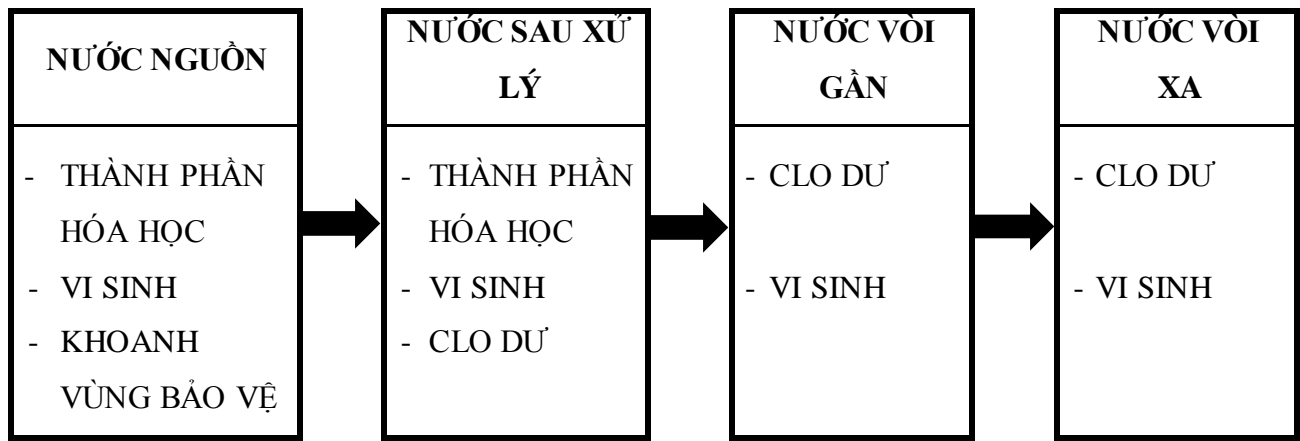 NƯỚC NGUỒN
- THÀNH PHẦN
HÓA HỌC
- VI SINH
- KHOANH
VÙNG BẢO VỆ
NƯỚC SAU XỬ
LÝ
- THÀNH PHẦN
HÓA HỌC
- VI SINH
- CLO DƯ
NƯỚC VÒI
GẦN
- CLO DƯ
- VI SINH
NƯỚC VÒI
XA
- CLO DƯ
- VI SINH